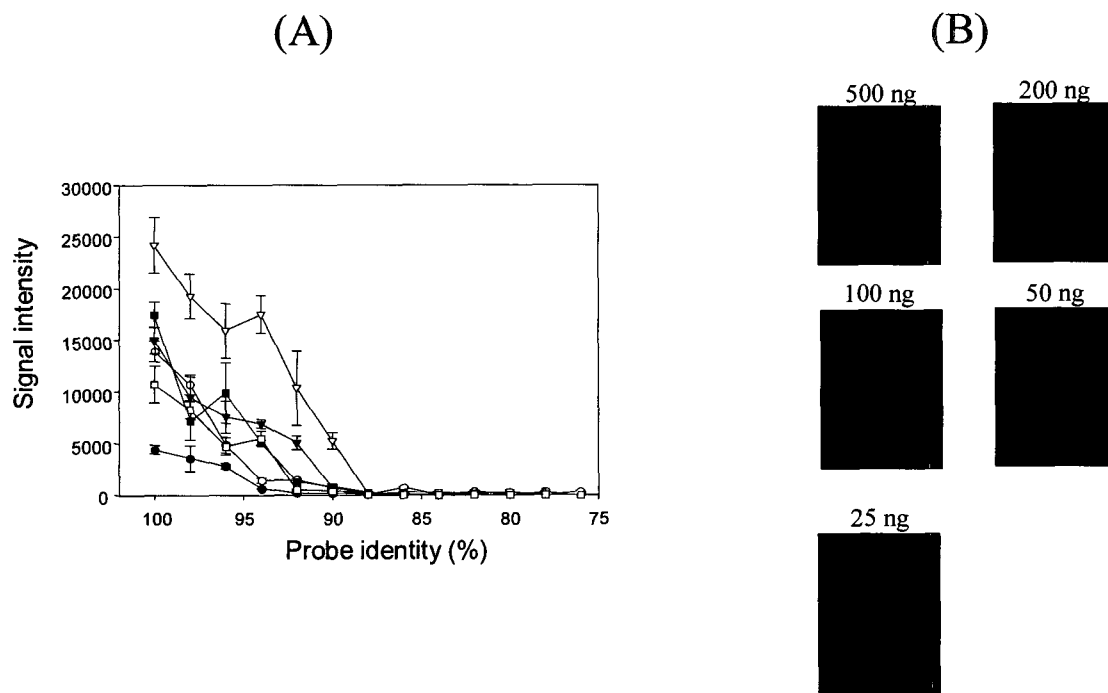 (A)
(B)
30000
25000
20000
15000
10000
5000
0
Signal intensity
100
95
90
85
80
75
Probe identity (%)
500 ng
200 ng
100 ng
50 ng
25 ng